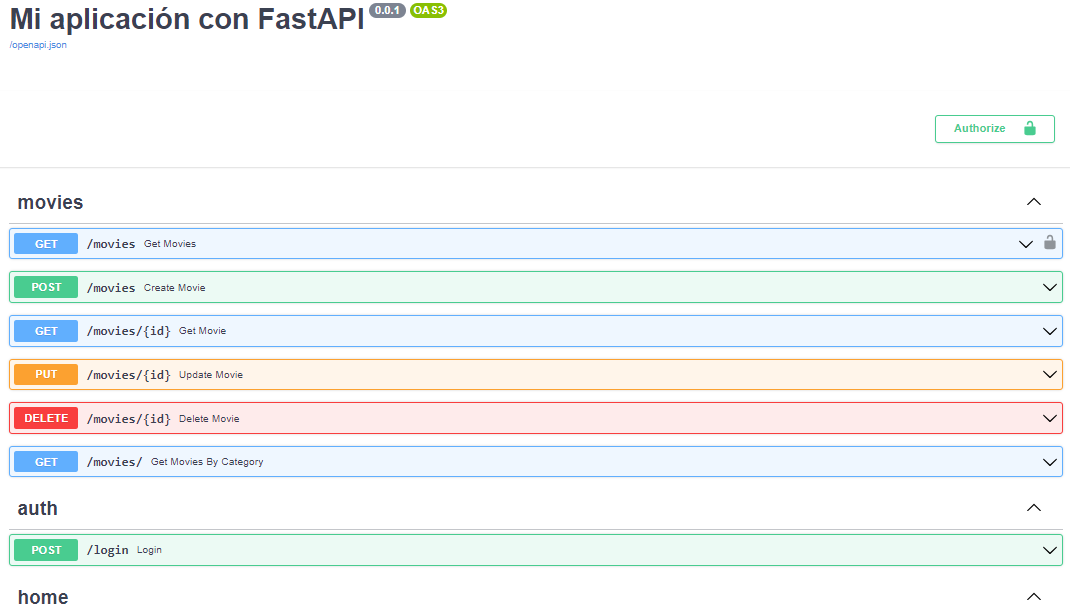 Mi aplicación con FastAPI 0.0.1 OAS3
/openapi.json
Authorize
movies
GET /movies Get Movies
POST /movies Create Movie
GET /movies/{id} Get Movie
PUT /movies/{id} Update Movie
DELETE /movies/{id} Delete Movie
GET /movies/ Get Movies By Category
auth
POST /login Login
home